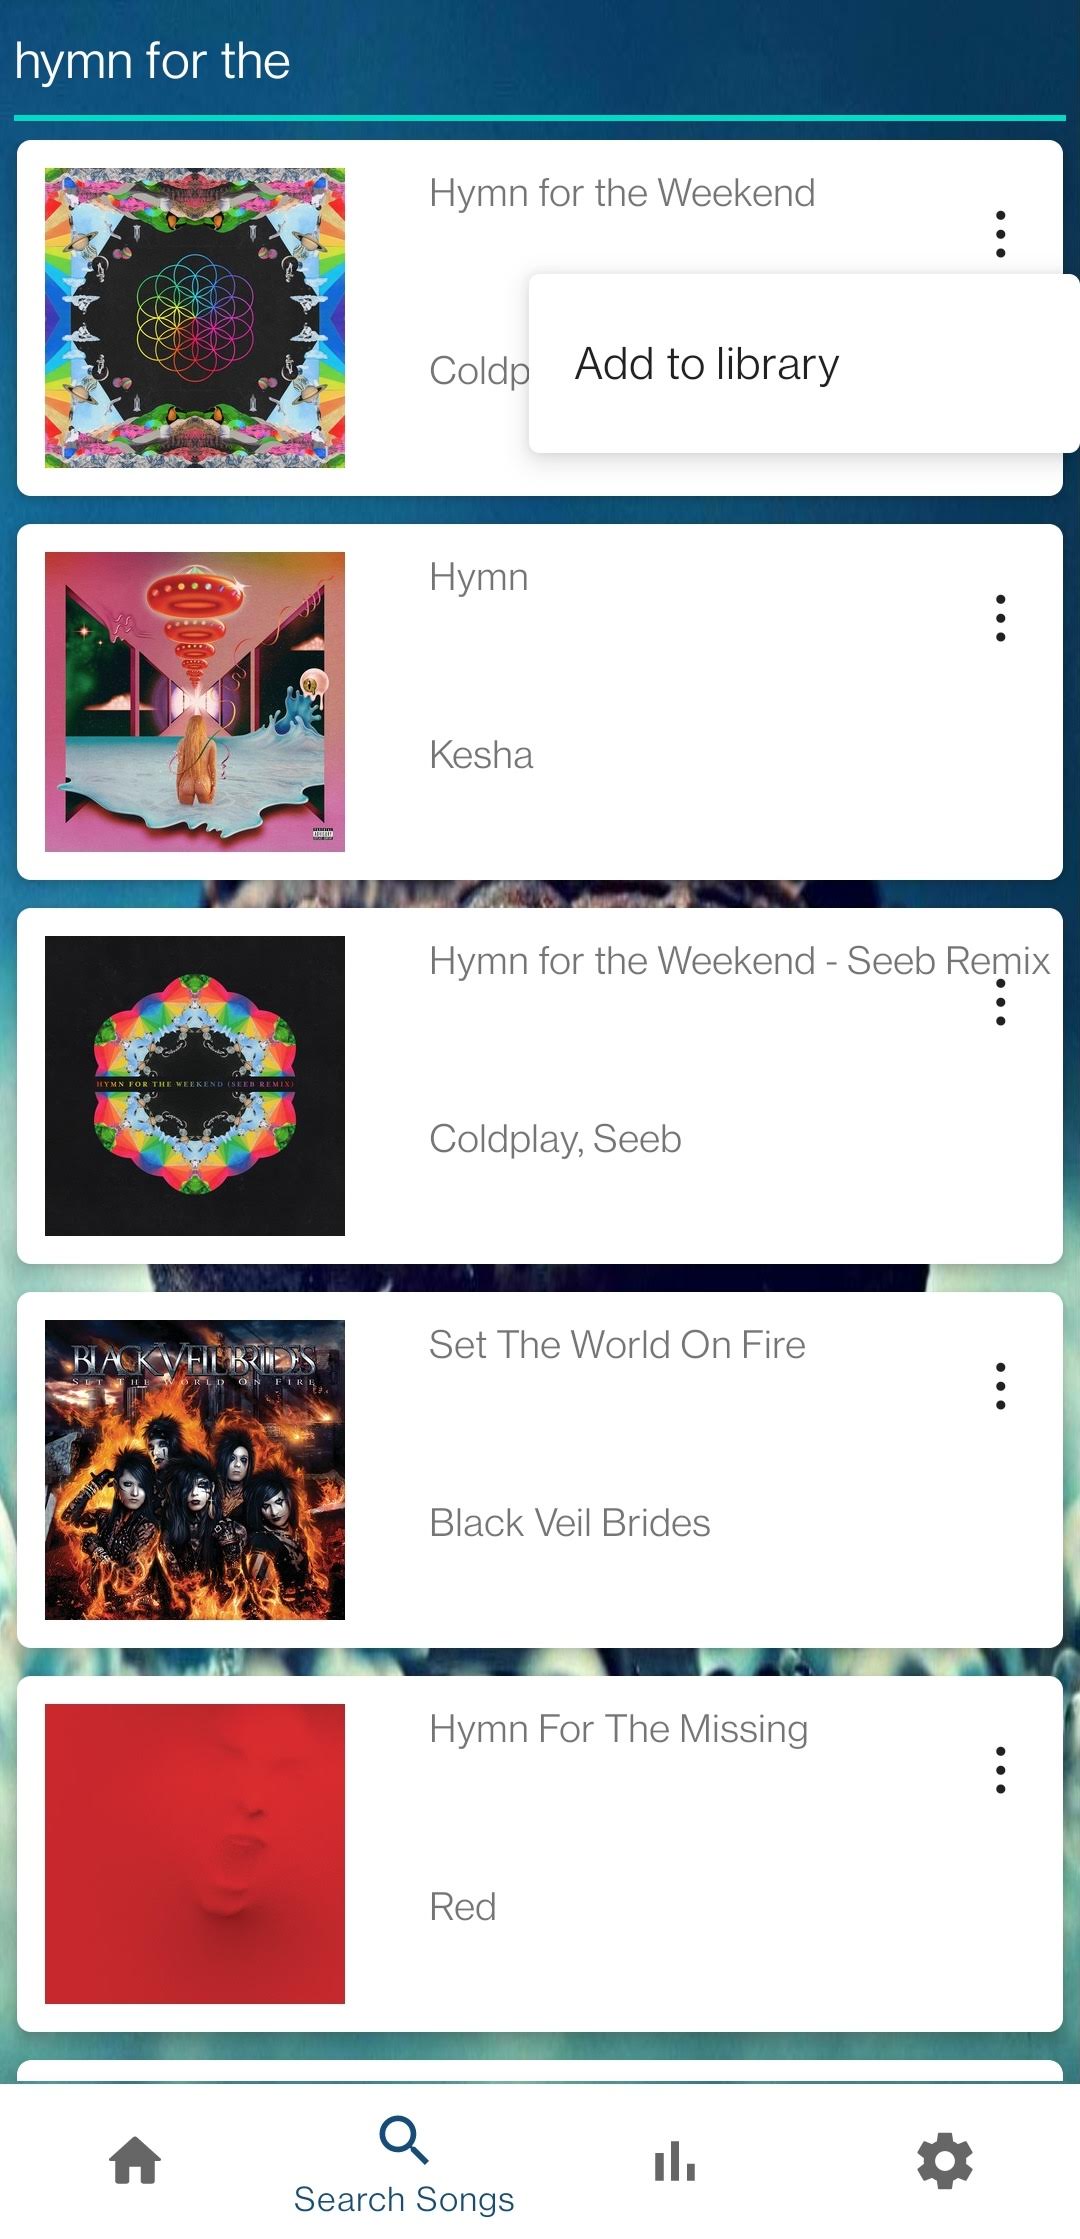 hymn for the
Hymn for the Weekend
Add to library
Coldp
Hymn
Kesha
Hymn for the Weekend - Seeb Remix
HYMN FOR THE WEEKEND (SEEB REMIX)
Coldplay, Seeb
BLACK VEIL BRIDES
SET THE WORLD ON FIRE
Set The World On Fire
Black Veil Brides
Hymn For The Missing
Red
Search Songs